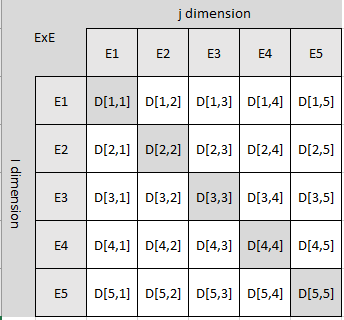 j dimension
ExE
E1 E2 E3 E4 E5
E1 D[1,1] D[1,2] D[1,3] D[1,4] D[1,5]
E2 D[2,1] D[2,2] D[2,3] D[2,4] D[2,5]
E3 D[3,1] D[3,2] D[3,3] D[3,4] D[3,5]
E4 D[4,1] D[4,2] D[4,3] D[4,4] D[4,5]
E5 D[5,1] D[5,2] D[5,3] D[5,4] D[5,5]
I dimension